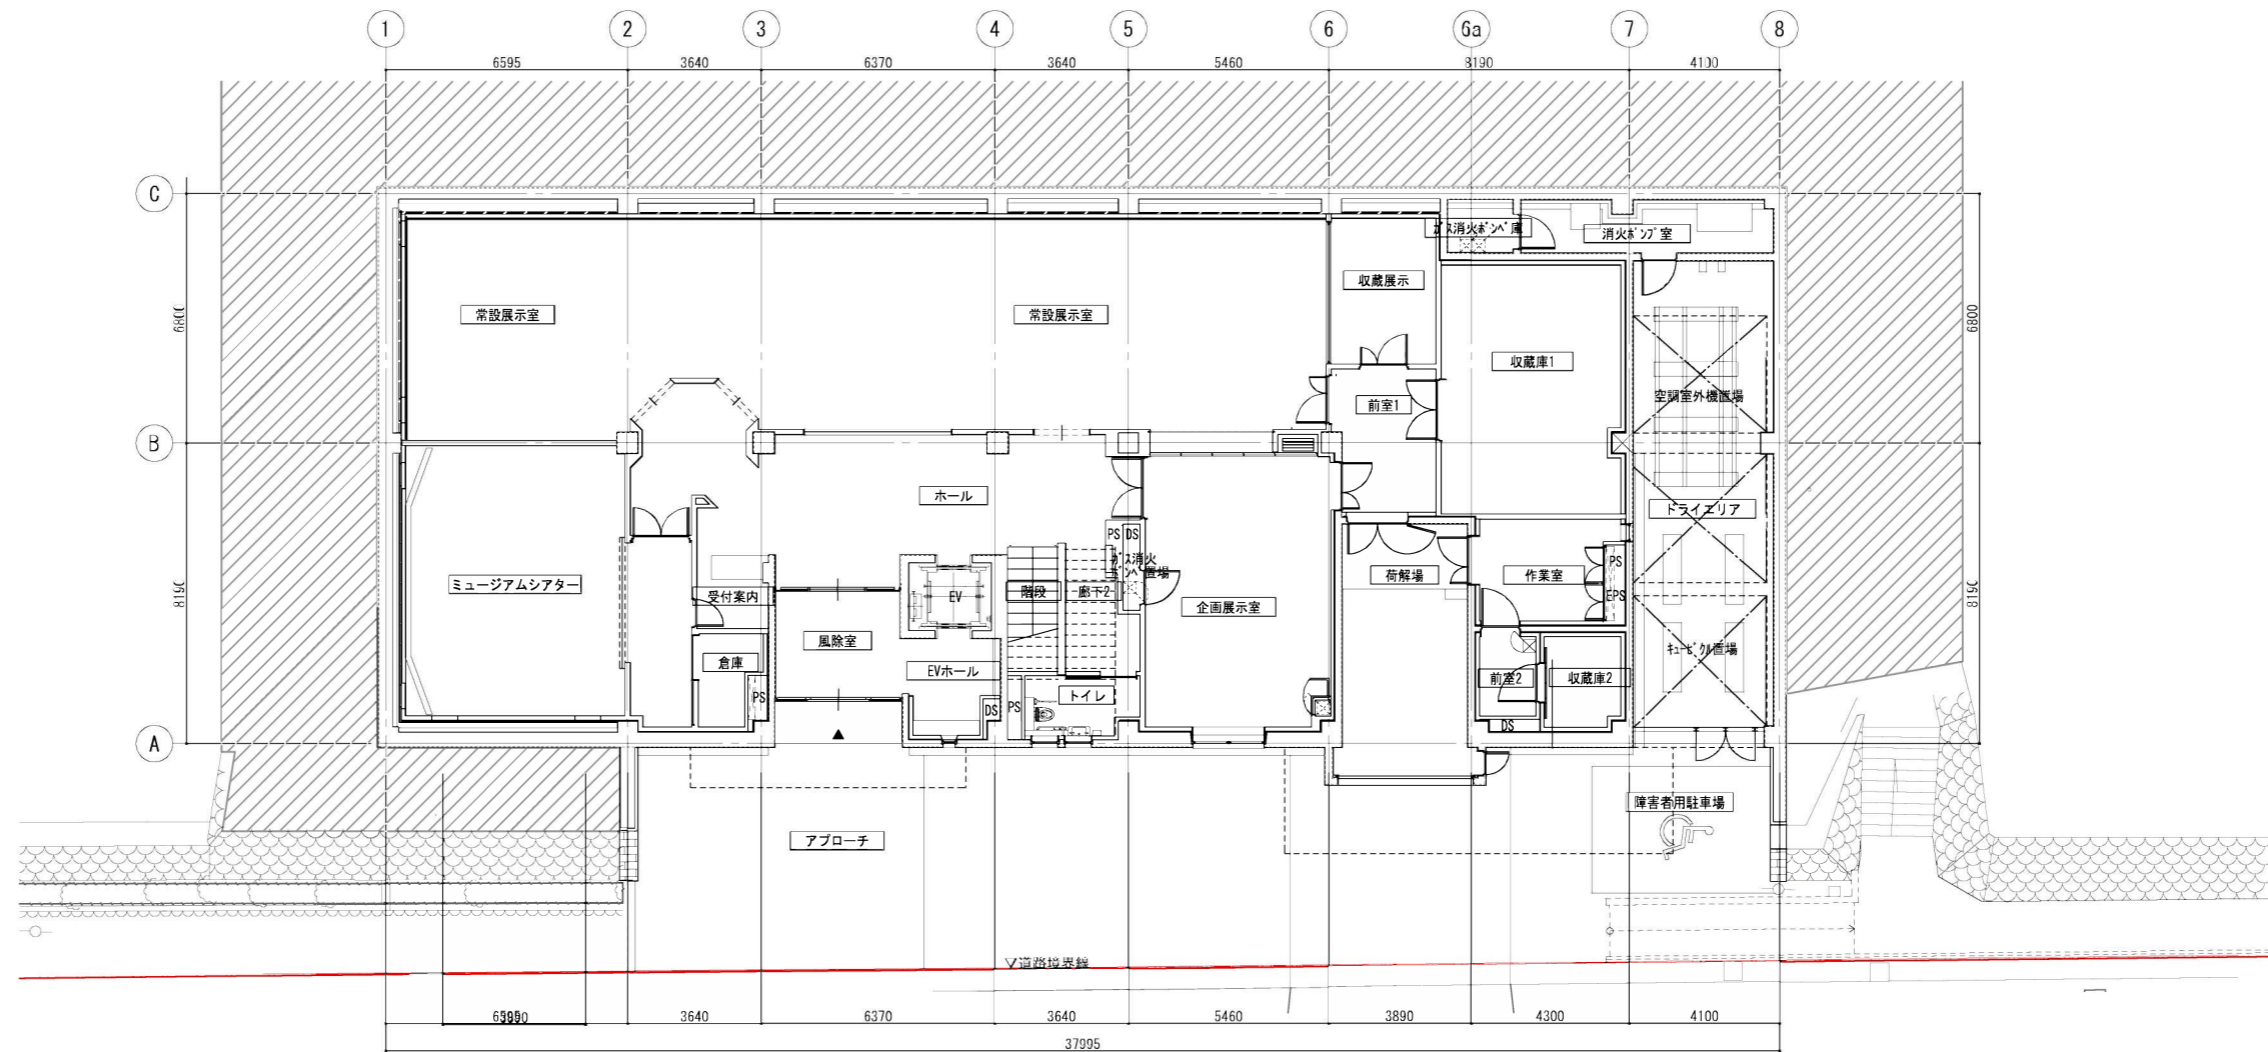 1 2 3 4 5 6 6a 7 8
6595 3640 6370 3640 5460 8190 4100
C
ガス消火ボンベ庫
消火ポンプ室
収蔵展示
6800
常設展示室
常設展示室
6800
収蔵庫1
空調室外機置場
前室1
B
ホール
ドライエリア
PS DS
ガス消火
ボンベ置場
PS
荷解場
作業室
ミュージアムシアター
受付案内
EV
階段
廊下2
EPS
8190
企画展示室
8190
風除室
倉庫
EVホール
キュービクル置場
前室2
収蔵庫2
トイレ
PS
DS
PS
DS
A
▲
障害者用駐車場
アプローチ
▽道路境界線
6595 3640 6370 3640 5460 3890 4300 4100
3890
37995